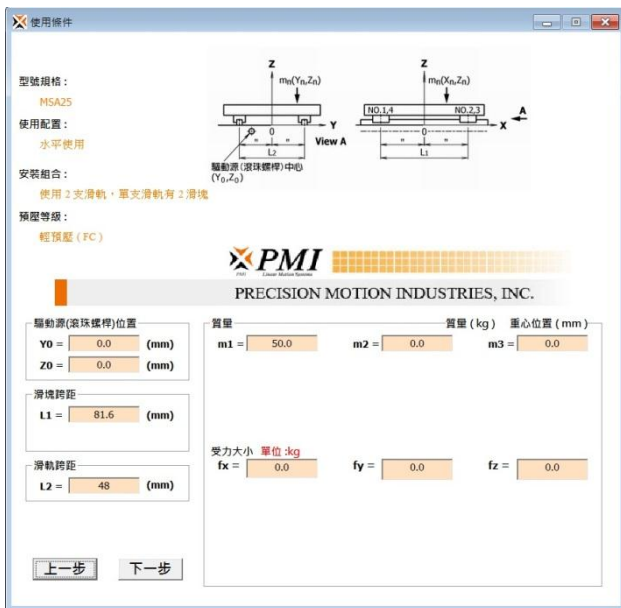 使用條件
型號規格：
MSA25
使用配置：
水平使用
安裝組合：
使用 2 支滑軌，單支滑軌有 2 滑塊
預壓等級：
輕預壓 ( FC )
Z
mn(Yn,Zn)
Y
0
L2
View A
驅動源(滾珠螺桿)中心
(Y0,Z0)
Z
mn(Xn,Zn)
NO.1,4
NO.2,3
A
X
0
L1
PMI
PMI
Linear Motion Systems
PRECISION MOTION INDUSTRIES, INC.
驅動源(滾珠螺桿)位置
Y0 = 0.0 (mm)
Z0 = 0.0 (mm)
滑塊跨距
L1 = 81.6 (mm)
滑軌跨距
L2 = 48 (mm)
質量
質量 ( kg ) 重心位置 ( mm )
m1 = 50.0 m2 = 0.0 m3 = 0.0
受力大小 單位 :kg
fx = 0.0 fy = 0.0 fz = 0.0
上一步 下一步